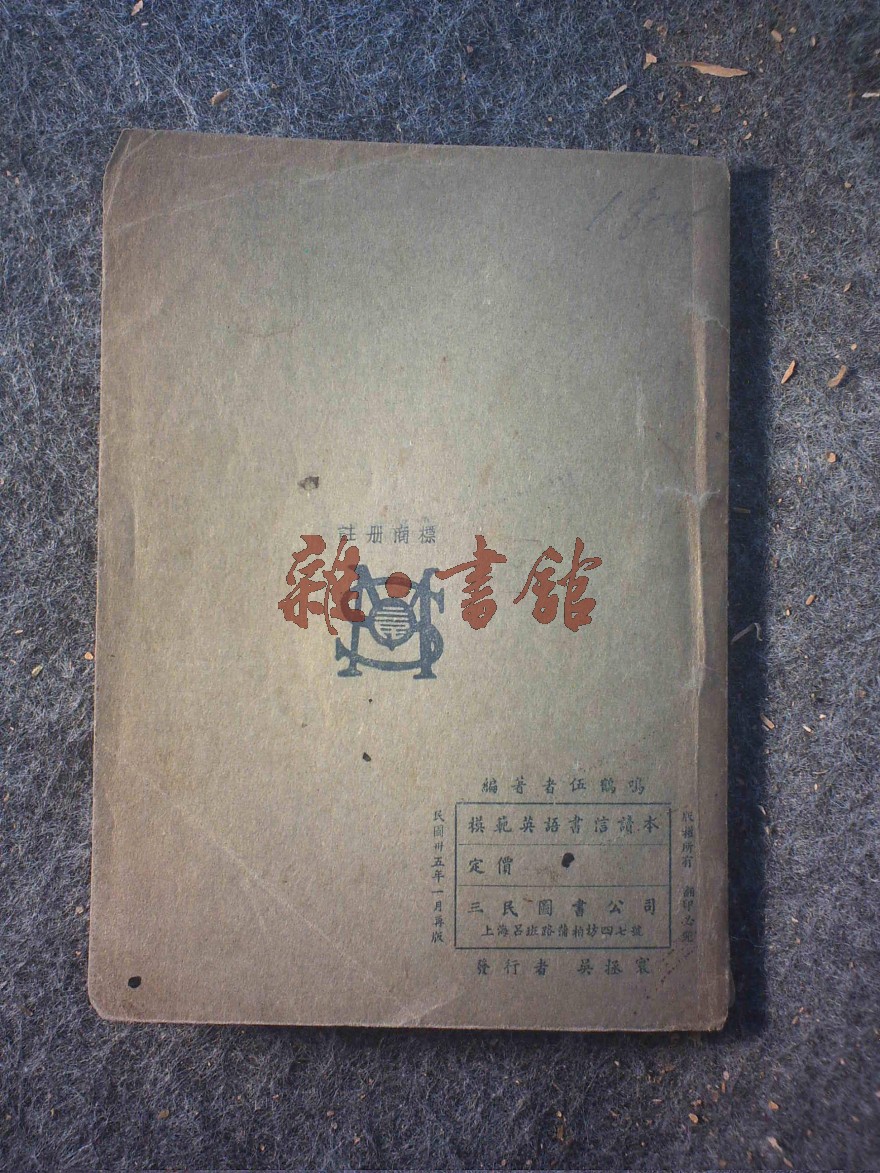 註册商標
雜·書館
編著者伍鶴鳴
模範英語書信讀本
定價
三民圖書公司
上海呂班路蒲柏坊四七號
發行者 吳拯寰
民國卅五年一月再版
版權所有 翻印必究